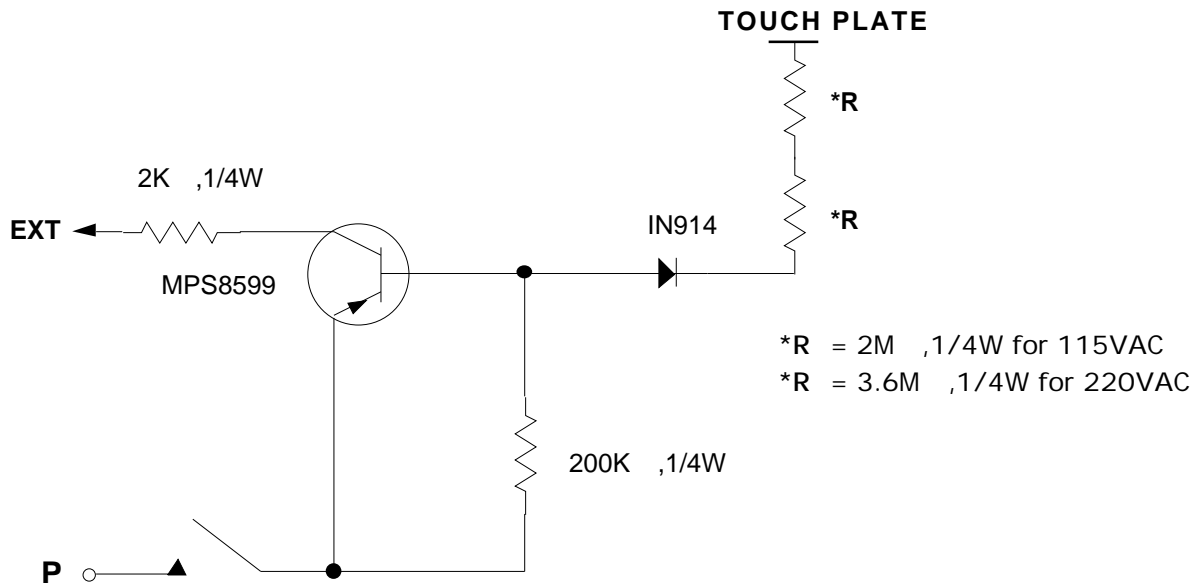 TOUCH PLATE
*R
2K ,1/4W
EXT
IN914
*R
MPS8599
*R = 2M ,1/4W for 115VAC
*R = 3.6M ,1/4W for 220VAC
200K ,1/4W
P